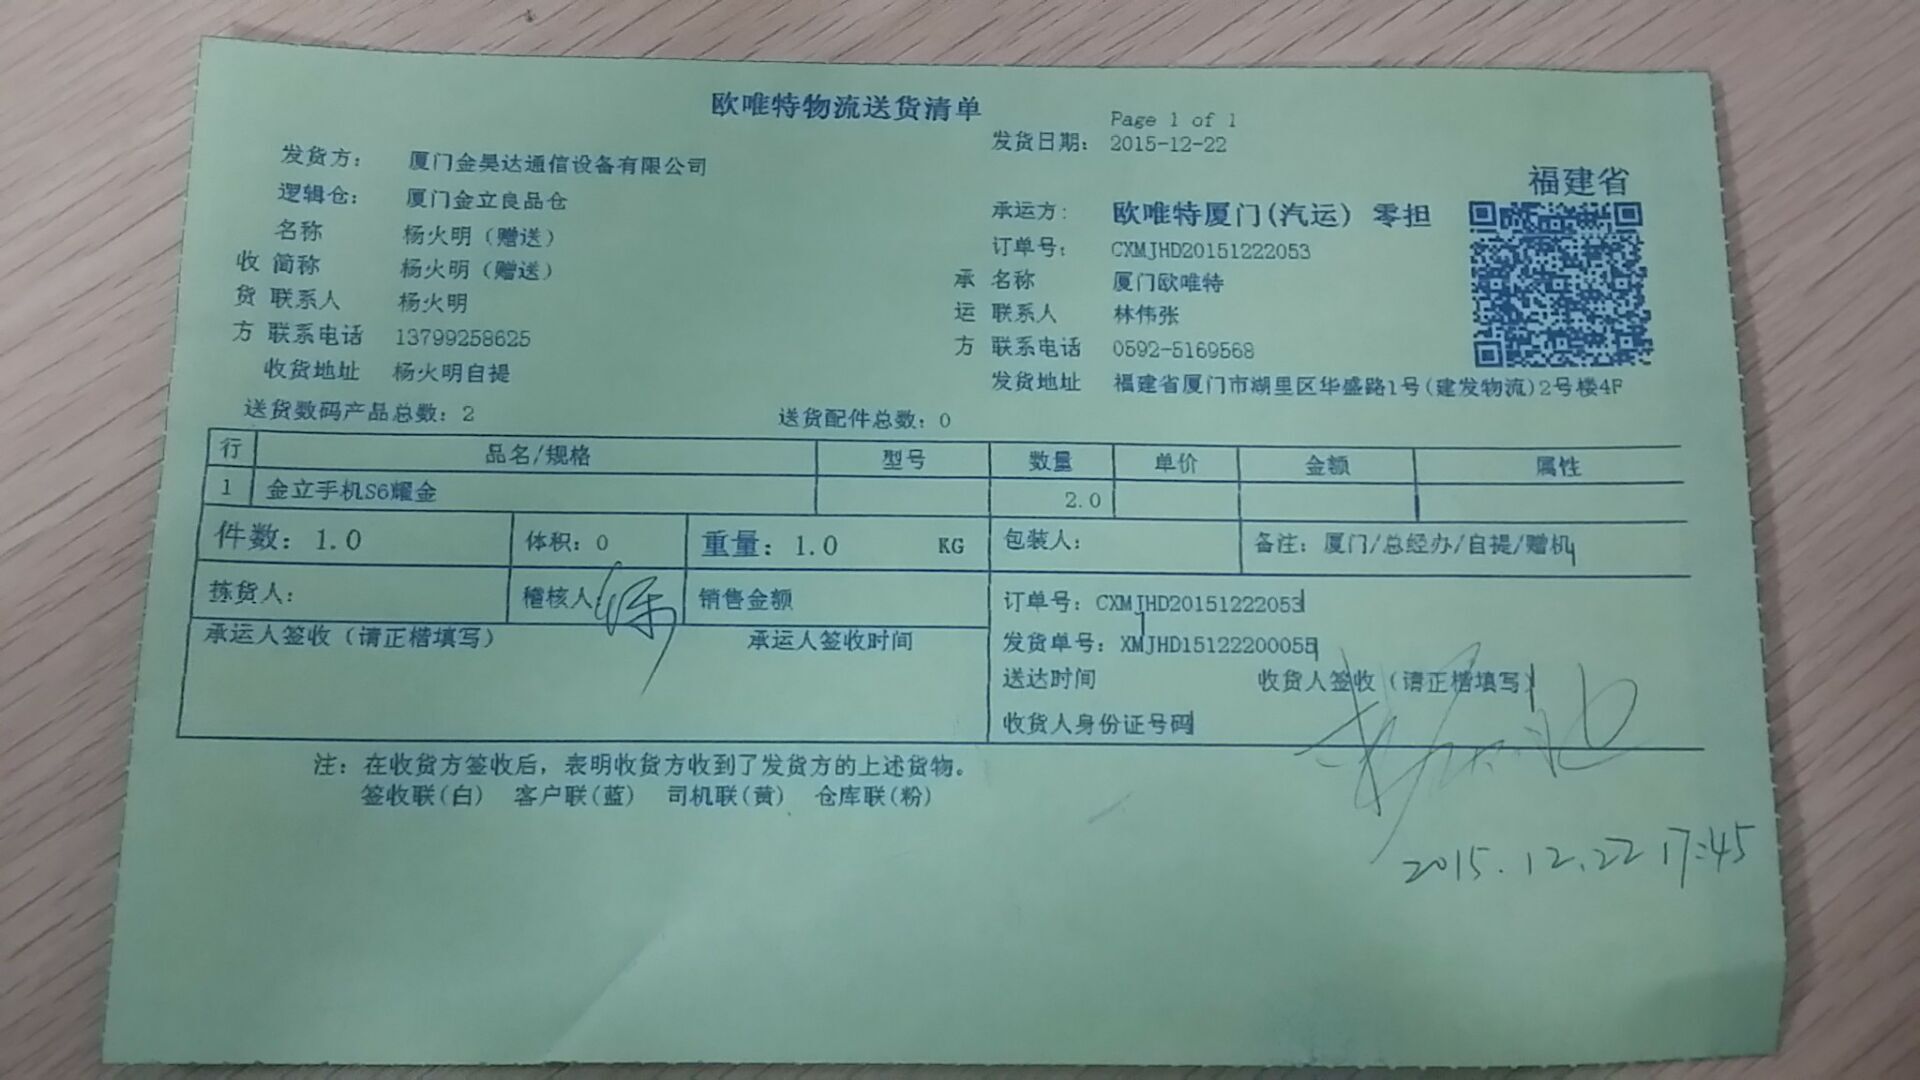 欧唯特物流送货清单
Page 1 of 1
发货日期: 2015-12-22
发货方: 厦门金昊达通信设备有限公司
逻辑仓: 厦门金立良品仓
名称 杨火明（赠送）
收 简称 杨火明（赠送）
货 联系人 杨火明
方 联系电话 13799258625
收货地址 杨火明自提
福建省
承运方: 欧唯特厦门(汽运) 零担
订单号: CXMJHD20151222053
承 名称 厦门欧唯特
运 联系人 林伟张
方 联系电话 0592-5169568
发货地址 福建省厦门市湖里区华盛路1号(建发物流)2号楼4F
送货数码产品总数: 2 送货配件总数: 0
行 品名/规格 型号 数量 单价 金额 属性
1 金立手机S6耀金 2.0
件数: 1.0 体积: 0 重量: 1.0 KG 包装人: 备注: 厦门/总经办/自提/赠机
拣货人: 稽核人: 销售金额 订单号: CXMJHD20151222053
承运人签收（请正楷填写） 承运人签收时间 发货单号: XMJHD15122200055
送达时间 收货人签收（请正楷填写）
收货人身份证号码
注: 在收货方签收后, 表明收货方收到了发货方的上述货物。
签收联(白) 客户联(蓝) 司机联(黄) 仓库联(粉)
2015.12.22 17:45